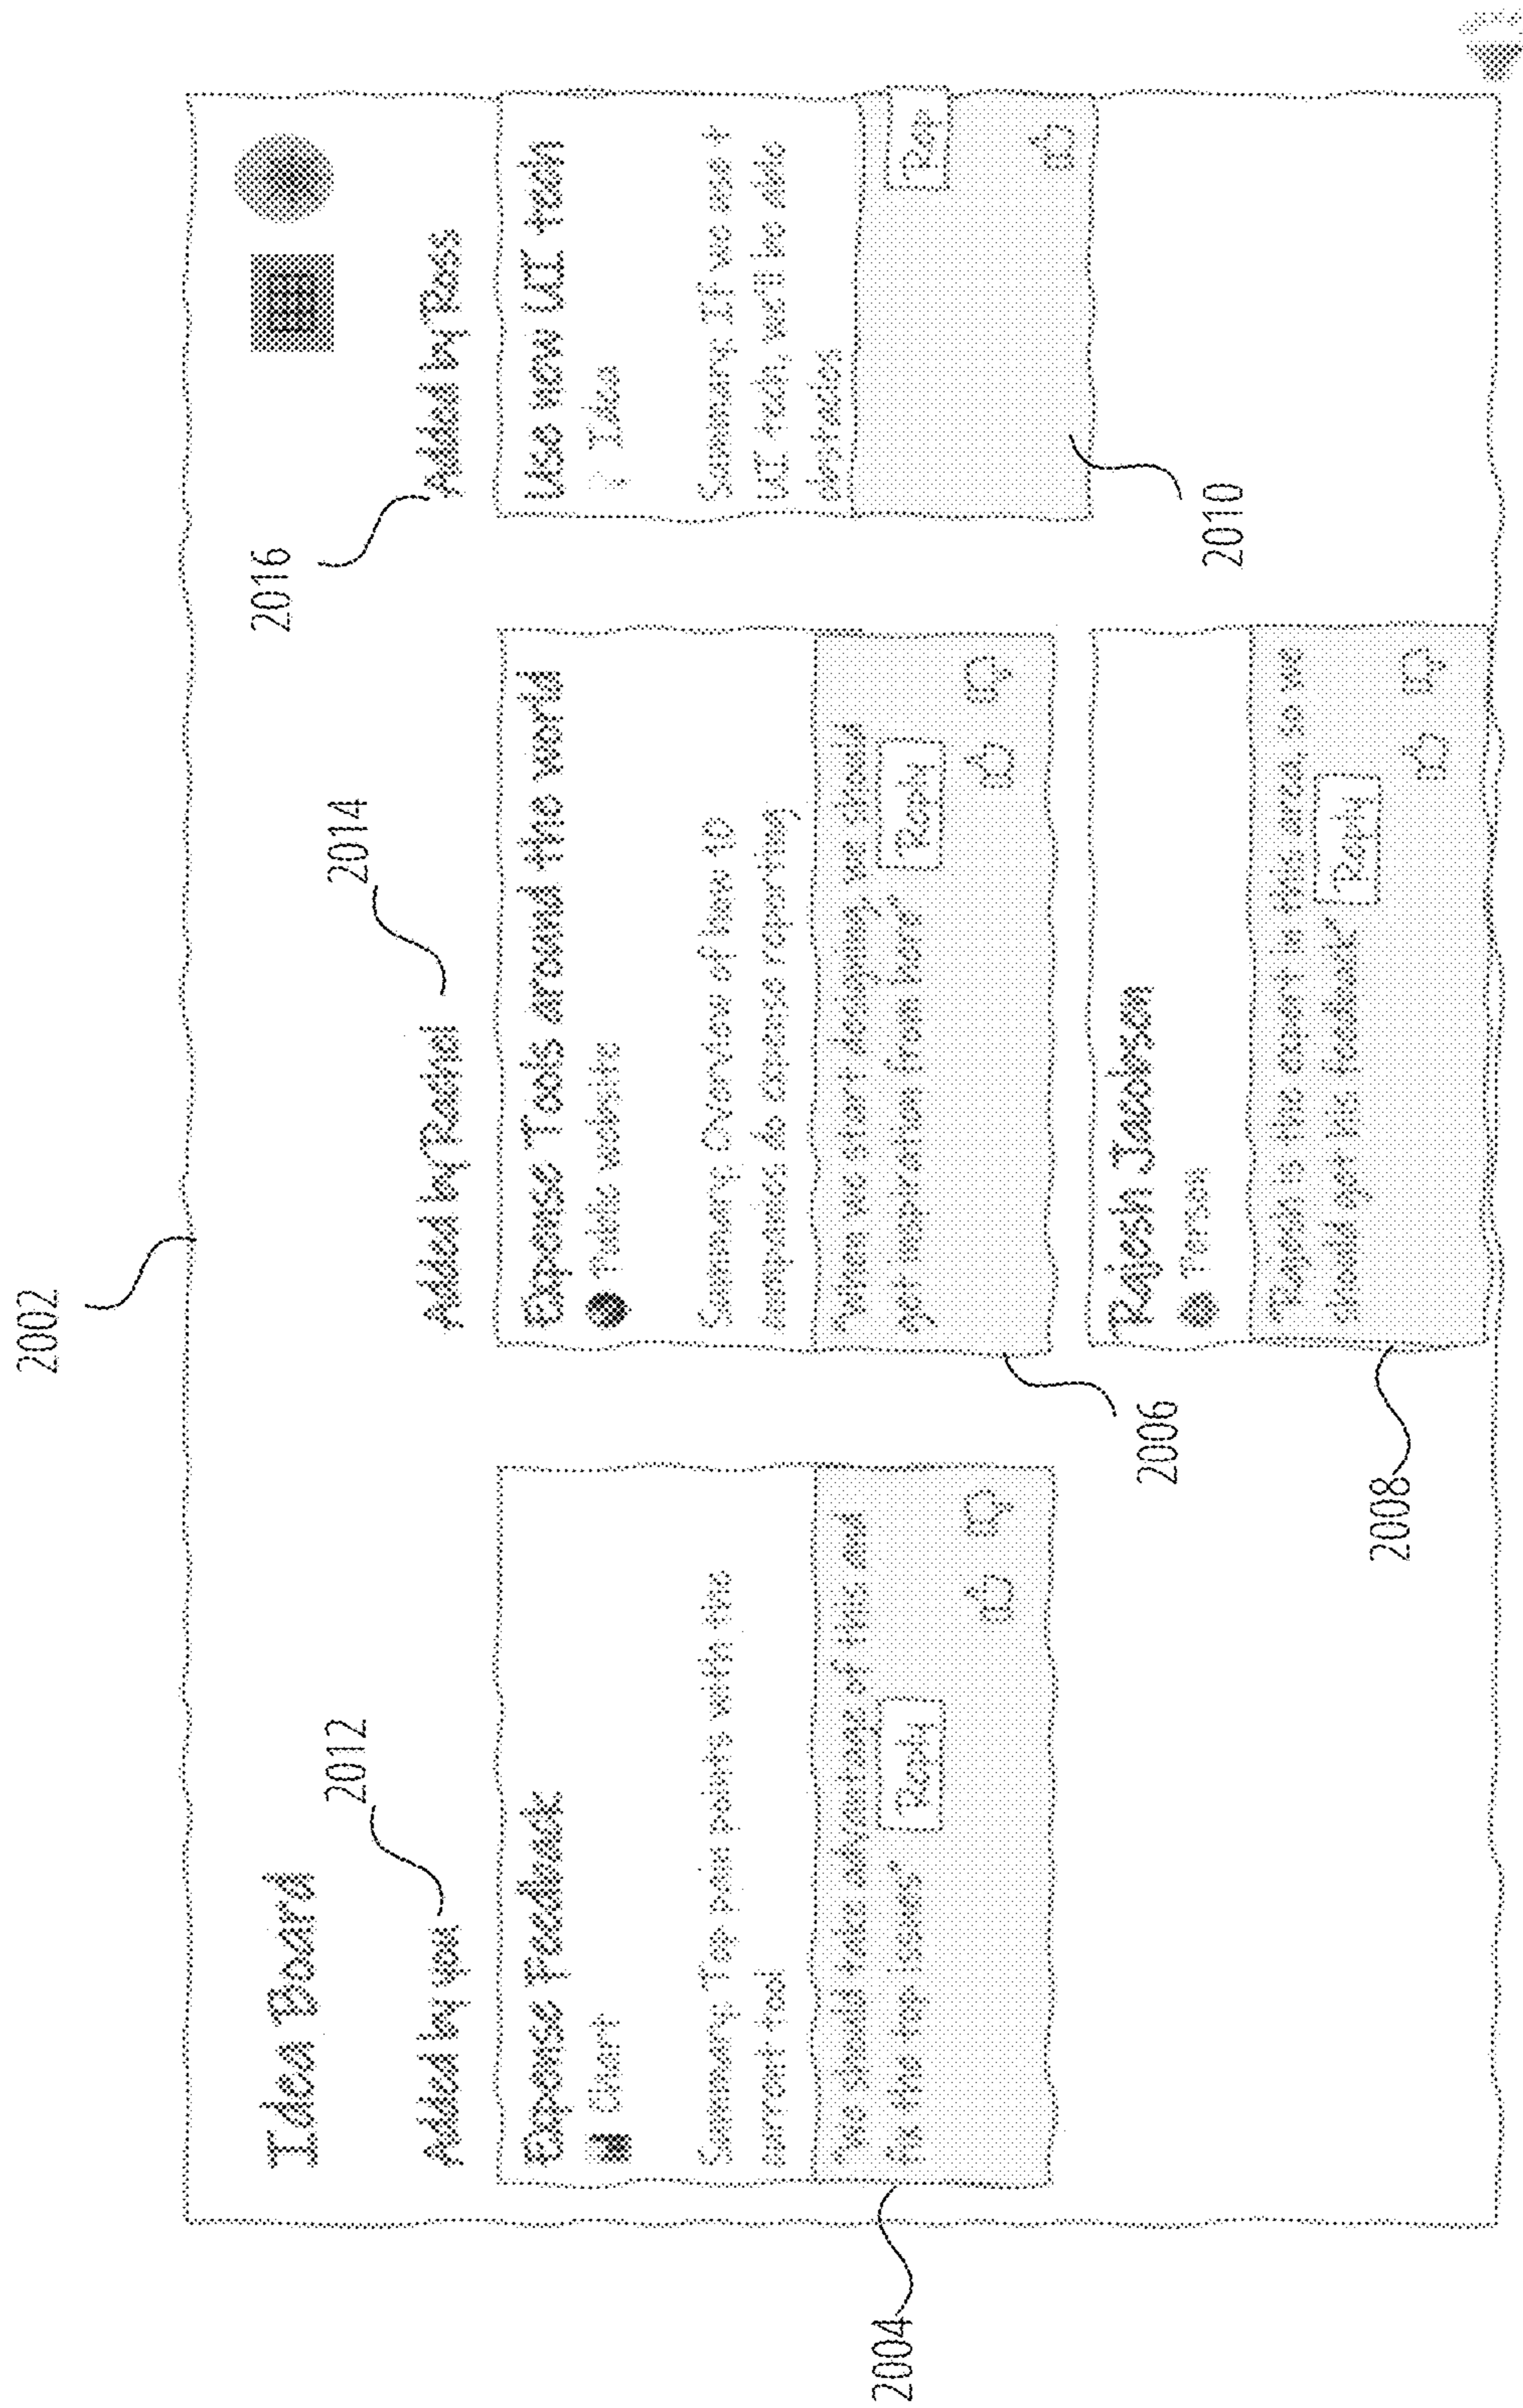 2002
Idea Board
2012
Added by you
Expense Feedback
Chart
Summary: Top pain points with the
current tool
"We should take advantage of this and
fix the top issues"
Reply
2004
2014
Added by Rachel
Expense Tools around the world
Public website
Summary: Overview of how 10
companies do expense reporting
"When we start designing, we should
get inspiration from here"
Reply
2006
Rajesh Jacobsen
Person
"Rajesh is the expert in this area, so we
should get his feedback"
Reply
2008
2016
Added by Ross
Use new UI tech
? Idea
Summary: If we use t
UI tech, we'll be able
Rep
2010